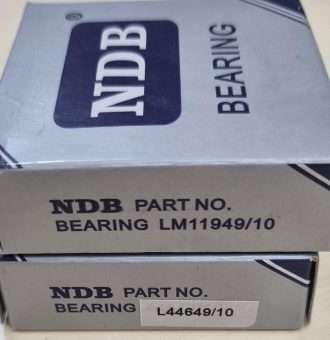 ®
NDB
BEARING
NDB PART NO.
BEARING LM11949/10
NDB PART NO.
BEARING L44649/10